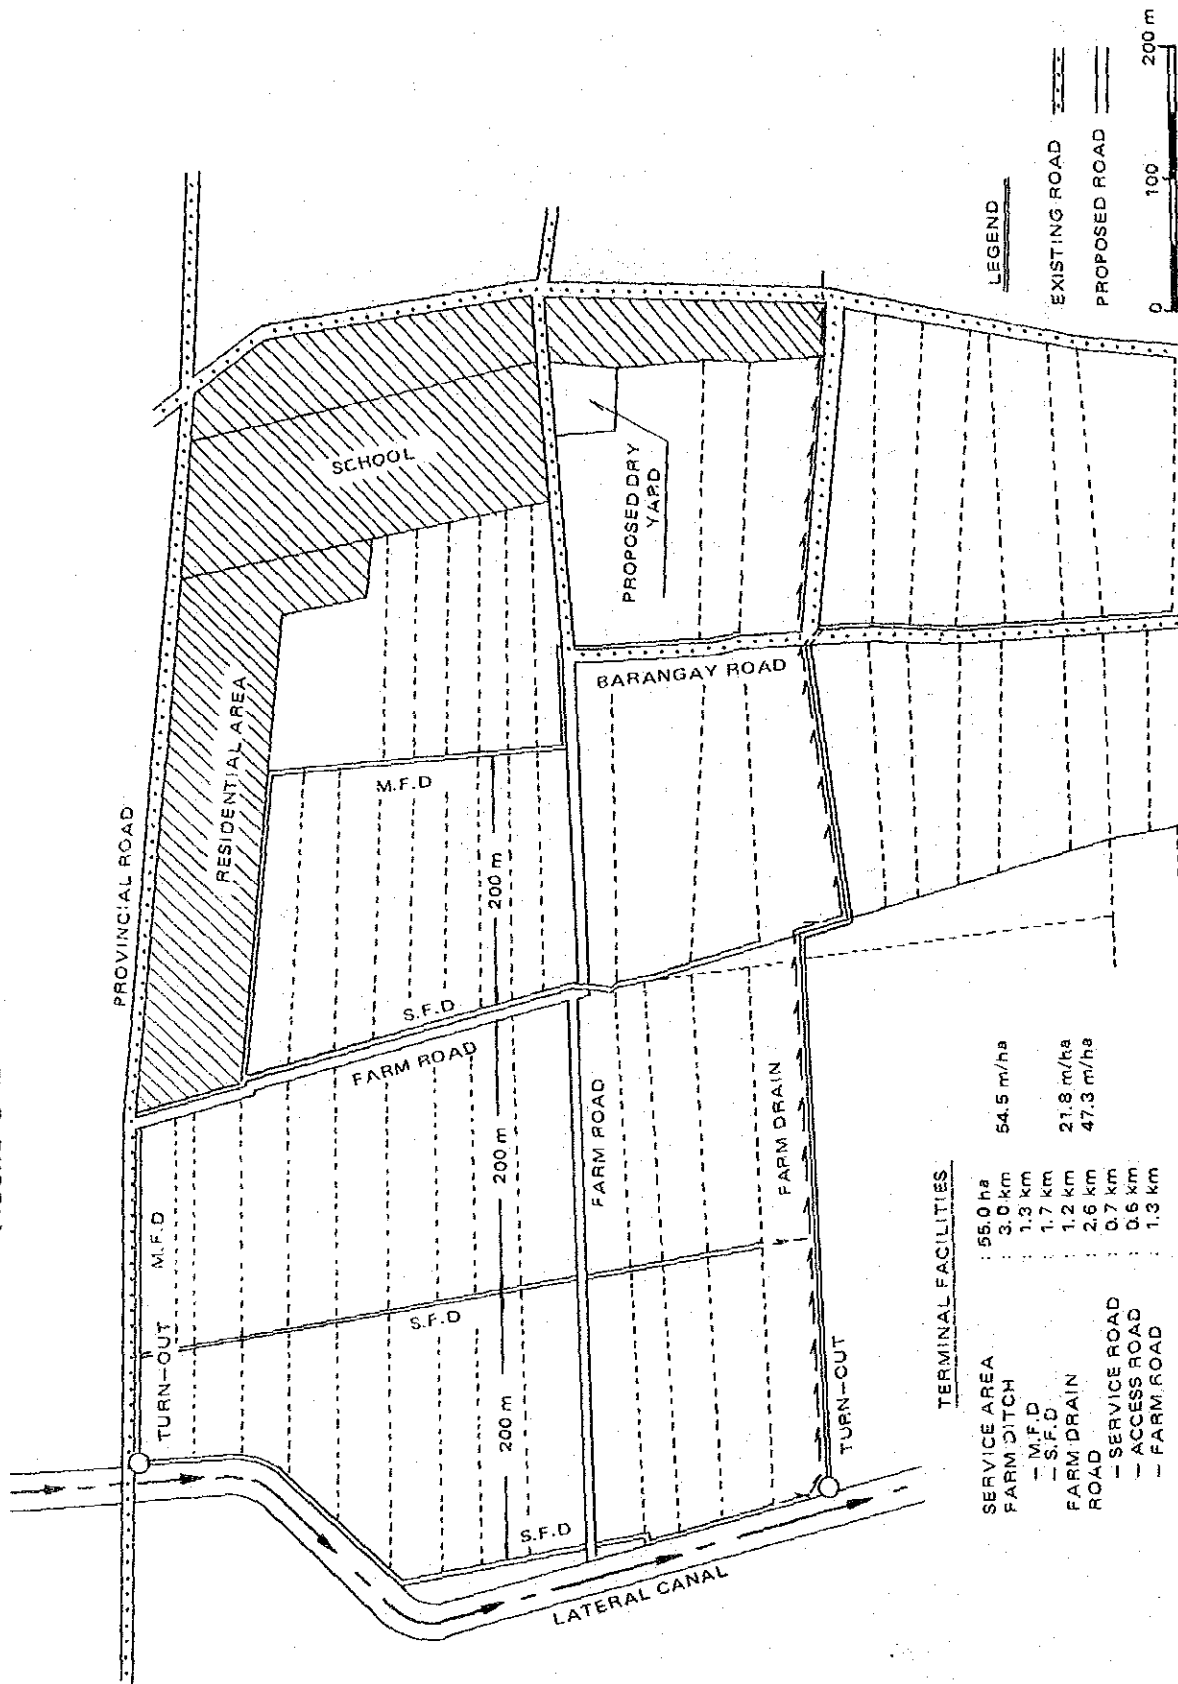 PROVINCIAL ROAD
TURN-OUT
M.F.D
RESIDENTIAL AREA
SCHOOL
M.F.D
S.F.D
FARM ROAD
S.F.D
S.F.D
200 m
200 m
200 m
LATERAL CANAL
FARM ROAD
BARANGAY ROAD
PROPOSED DRY
YARD
FARM DRAIN
TURN-OUT
TERMINAL FACILITIES
SERVICE AREA : 55.0 ha
FARM DITCH : 3.0 km 54.5 m/ha
- M.F.D : 1.3 km
- S.F.D : 1.7 km
FARM DRAIN : 1.2 km 21.8 m/ha
ROAD : 2.6 km 47.3 m/ha
- SERVICE ROAD : 0.7 km
- ACCESS ROAD : 0.6 km
- FARM ROAD : 1.3 km
LEGEND
EXISTING ROAD
PROPOSED ROAD
0 100 200 m